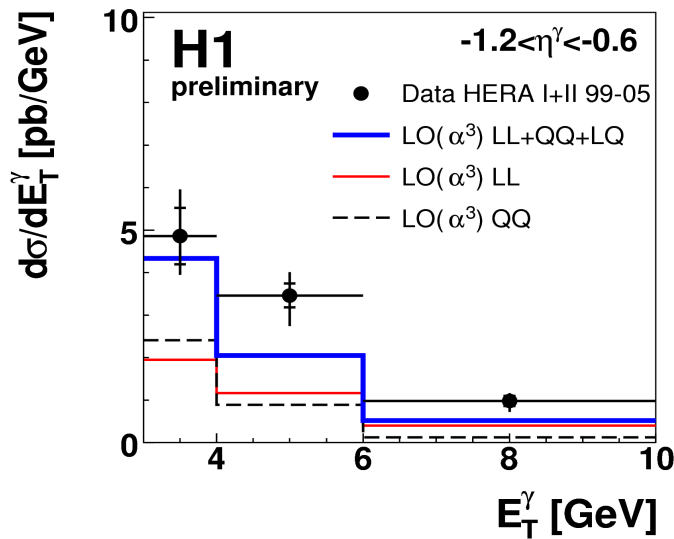 H1
preliminary
-1.2<η^γ<-0.6
Data HERA I+II 99-05
LO(α³) LL+QQ+LQ
LO(α³) LL
LO(α³) QQ
dσ/dE_T^γ [pb/GeV]
10
5
0
4 6 8 10
E_T^γ [GeV]